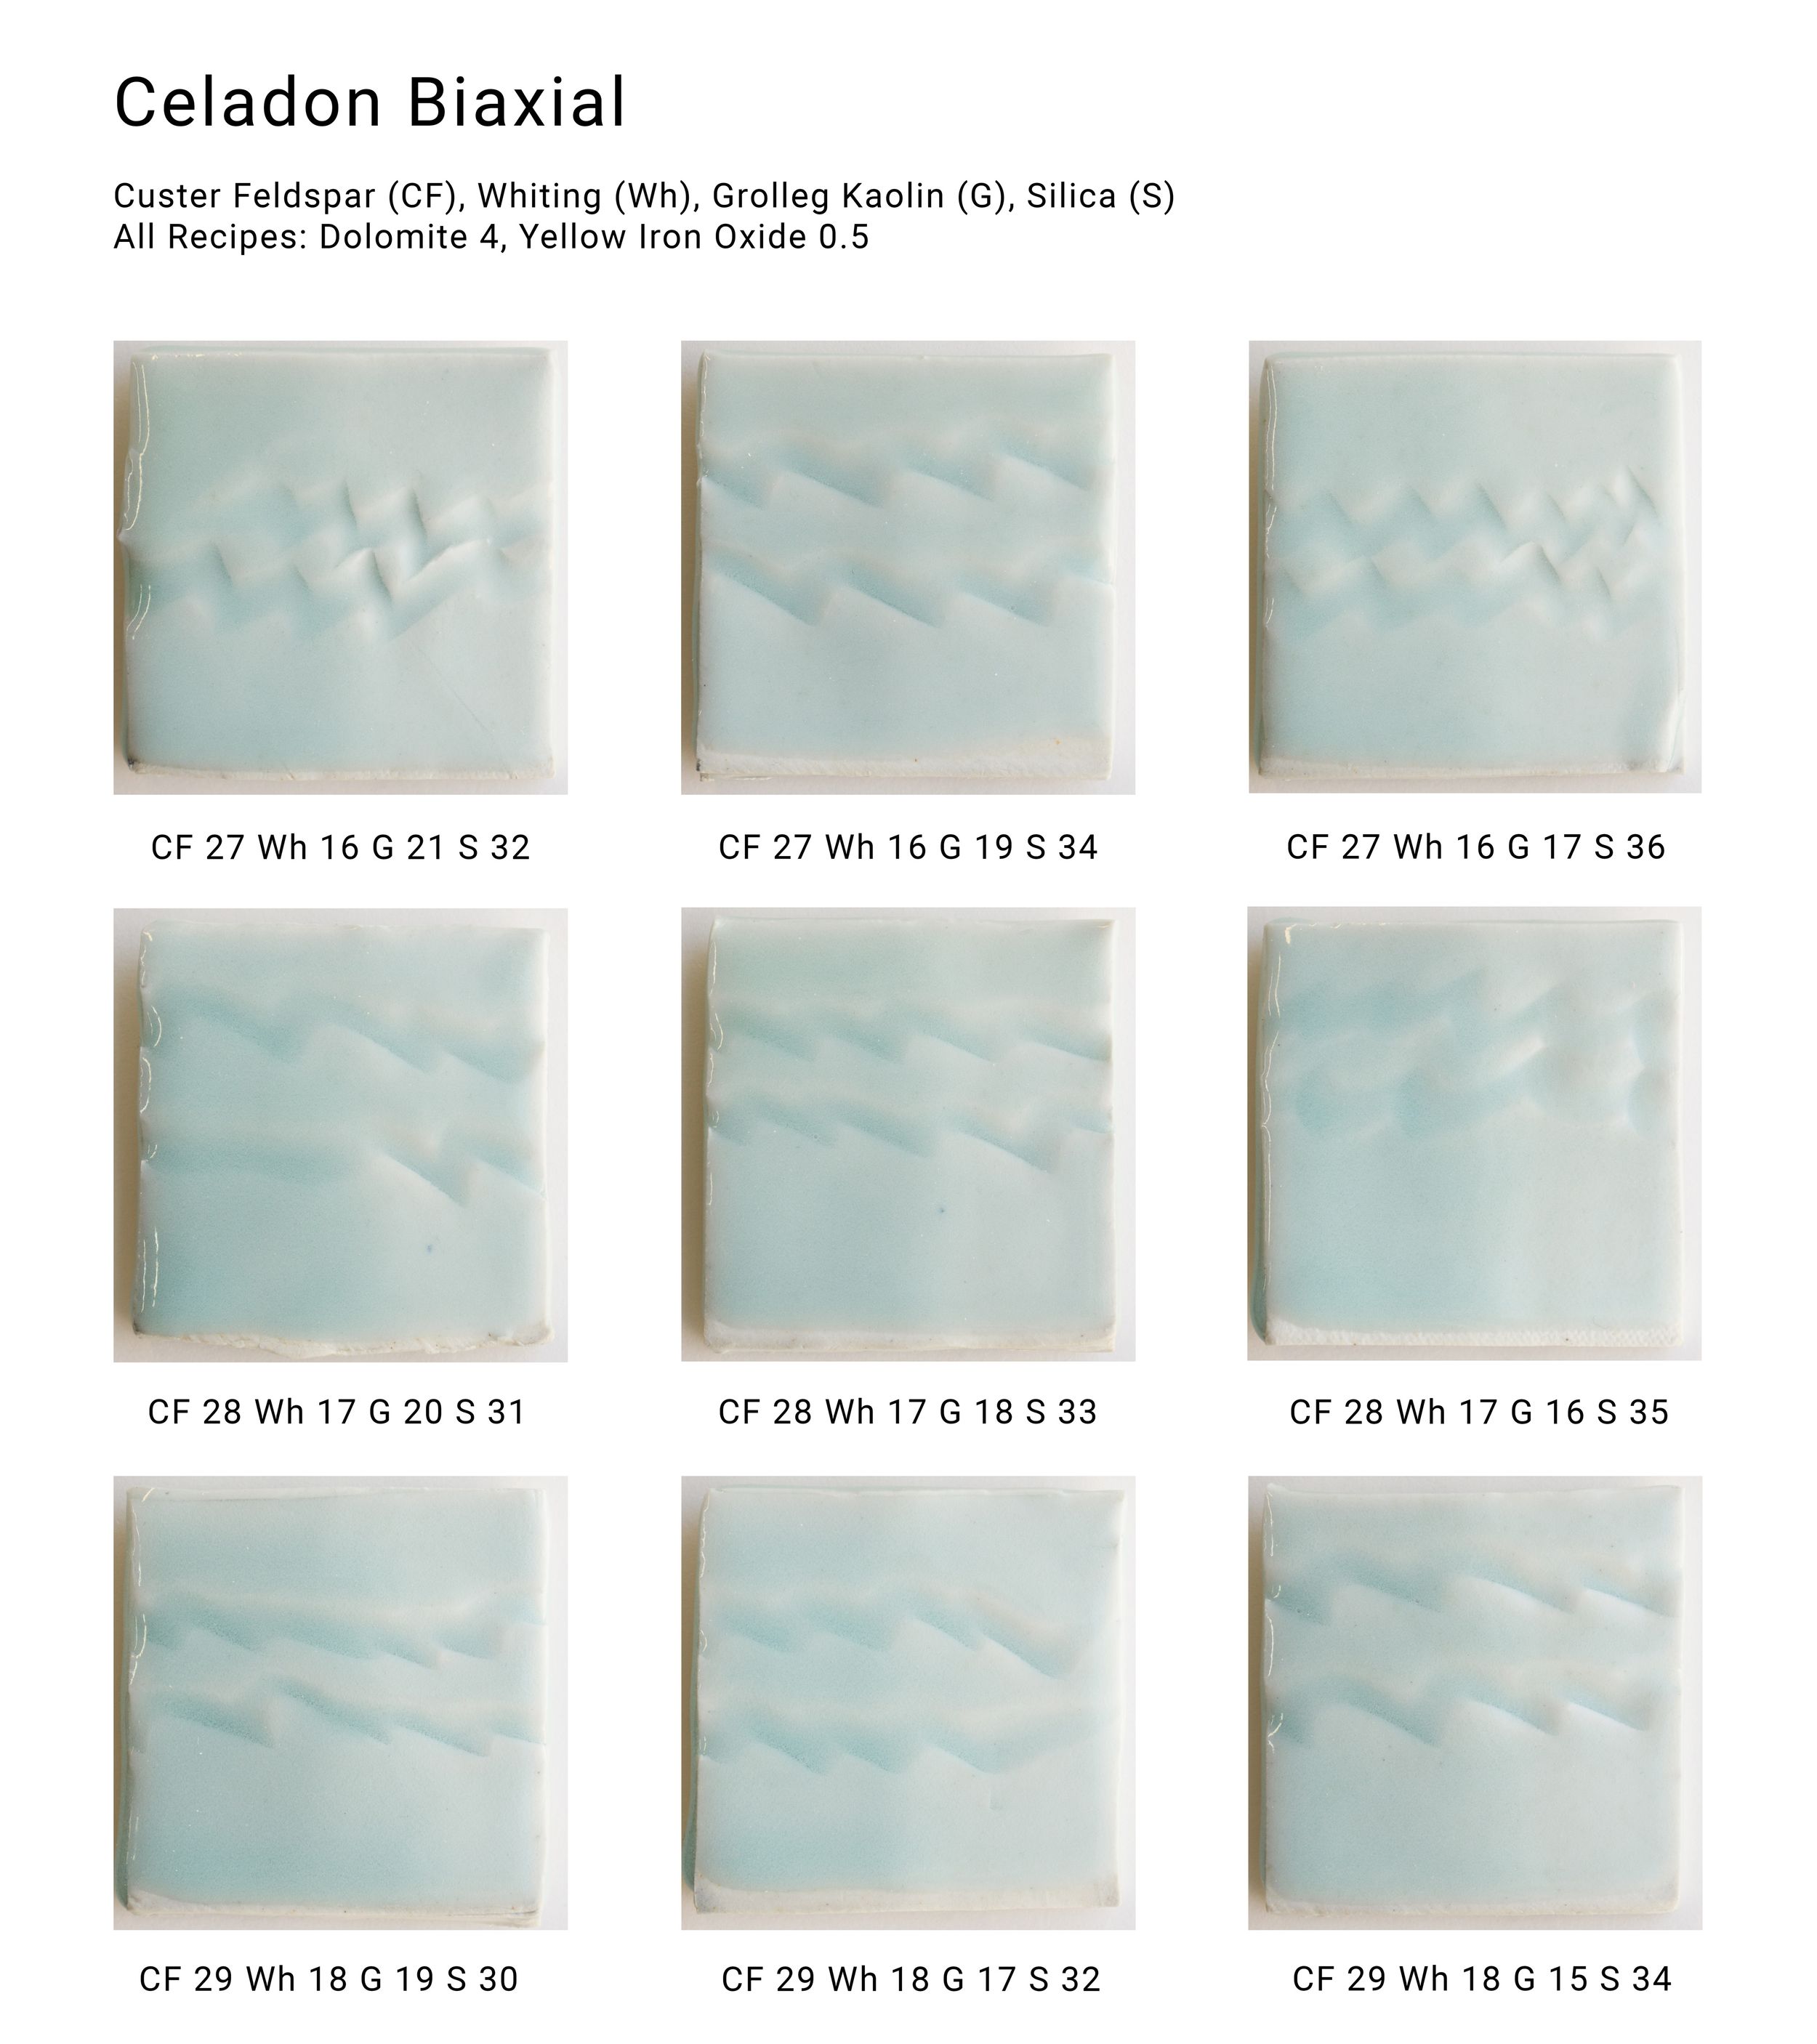 Celadon Biaxial
Custer Feldspar (CF), Whiting (Wh), Grolleg Kaolin (G), Silica (S)
All Recipes: Dolomite 4, Yellow Iron Oxide 0.5
CF 27 Wh 16 G 21 S 32
CF 27 Wh 16 G 19 S 34
CF 27 Wh 16 G 17 S 36
CF 28 Wh 17 G 20 S 31
CF 28 Wh 17 G 18 S 33
CF 28 Wh 17 G 16 S 35
CF 29 Wh 18 G 19 S 30
CF 29 Wh 18 G 17 S 32
CF 29 Wh 18 G 15 S 34